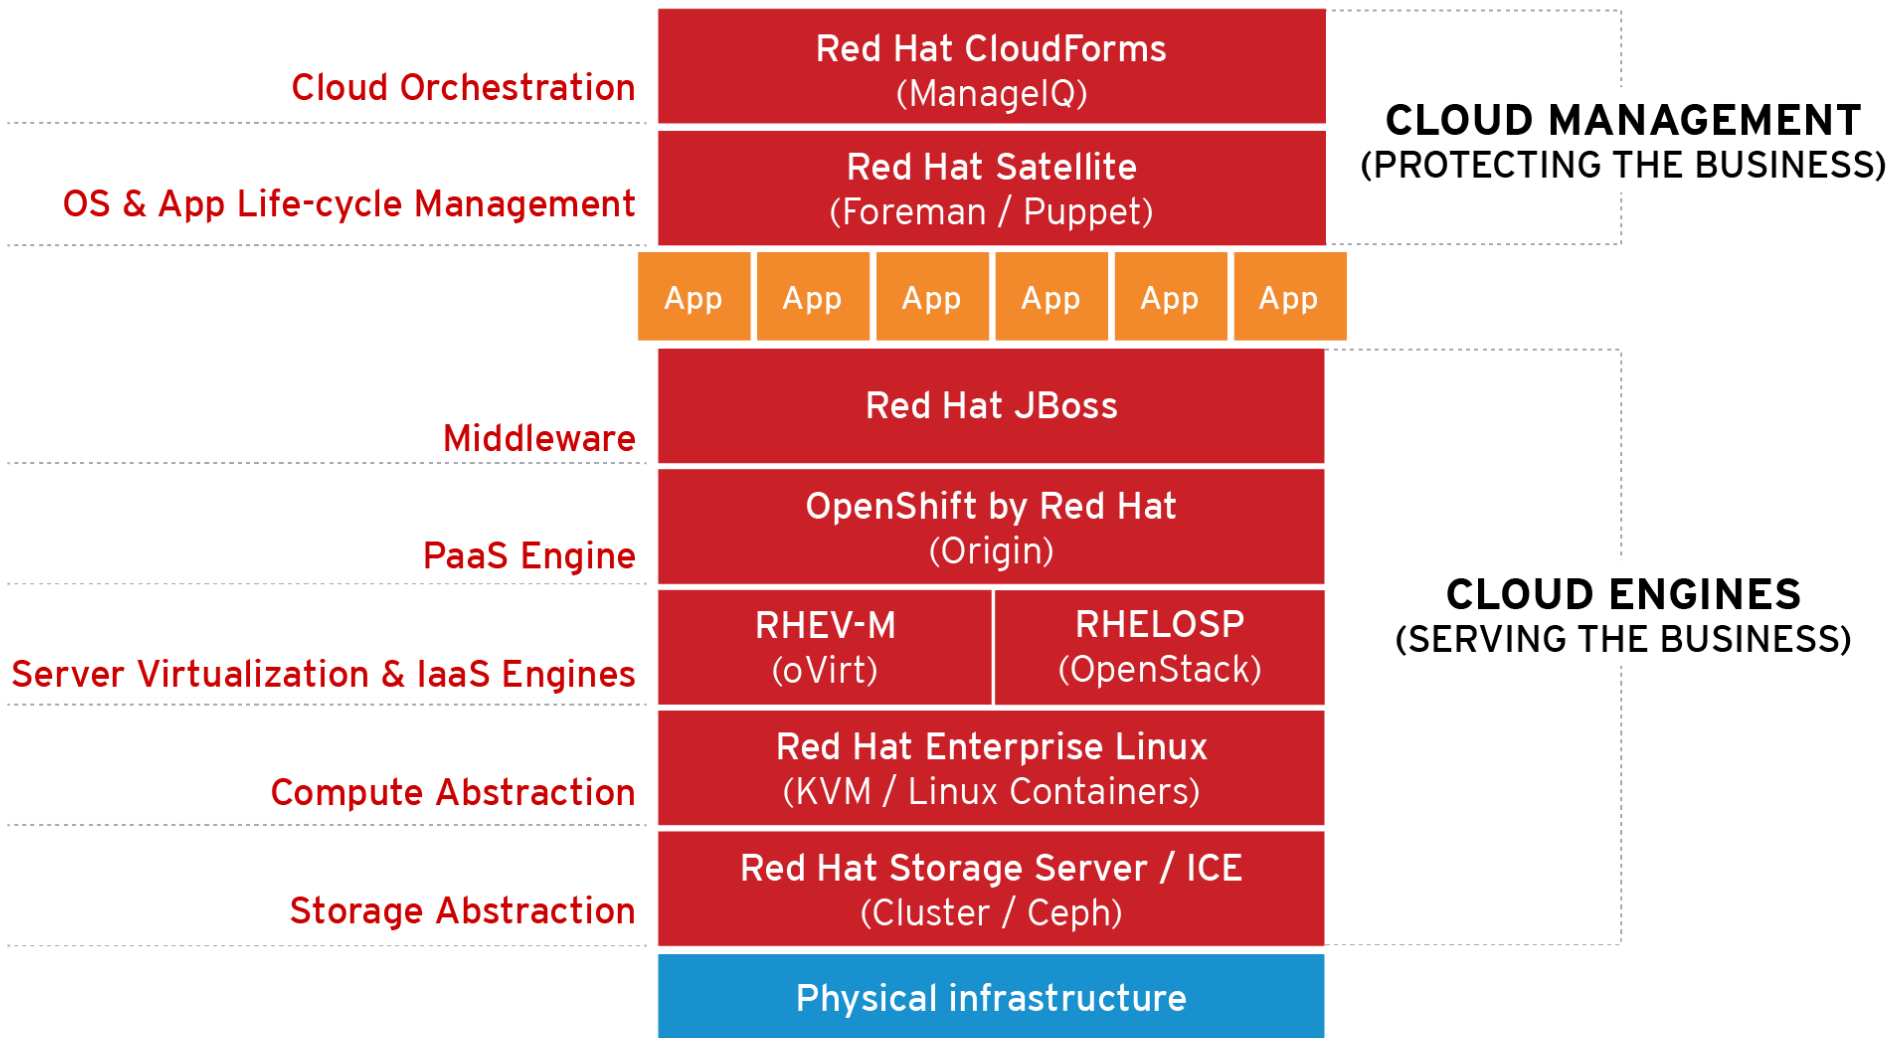 Cloud Orchestration
Red Hat CloudForms
(ManageIQ)
OS & App Life-cycle Management
Red Hat Satellite
(Foreman / Puppet)
CLOUD MANAGEMENT
(PROTECTING THE BUSINESS)
App App App App App App
Middleware
Red Hat JBoss
PaaS Engine
OpenShift by Red Hat
(Origin)
Server Virtualization & IaaS Engines
RHEV-M
(oVirt)
RHELOSP
(OpenStack)
CLOUD ENGINES
(SERVING THE BUSINESS)
Compute Abstraction
Red Hat Enterprise Linux
(KVM / Linux Containers)
Storage Abstraction
Red Hat Storage Server / ICE
(Cluster / Ceph)
Physical infrastructure